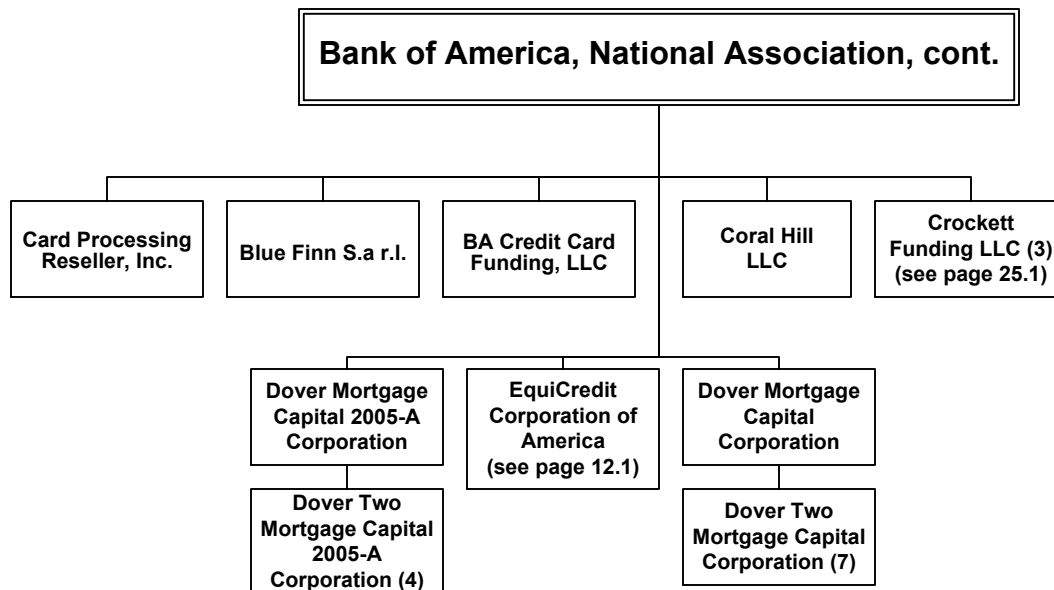 Bank of America, National Association, cont.
Card Processing
Reseller, Inc.
Blue Finn S.a r.l.
BA Credit Card
Funding, LLC
Coral Hill
LLC
Crockett
Funding LLC (3)
(see page 25.1)
Dover Mortgage
Capital 2005-A
Corporation
EquiCredit
Corporation of
America
(see page 12.1)
Dover Mortgage
Capital
Corporation
Dover Two
Mortgage Capital
2005-A
Corporation (4)
Dover Two
Mortgage Capital
Corporation (7)